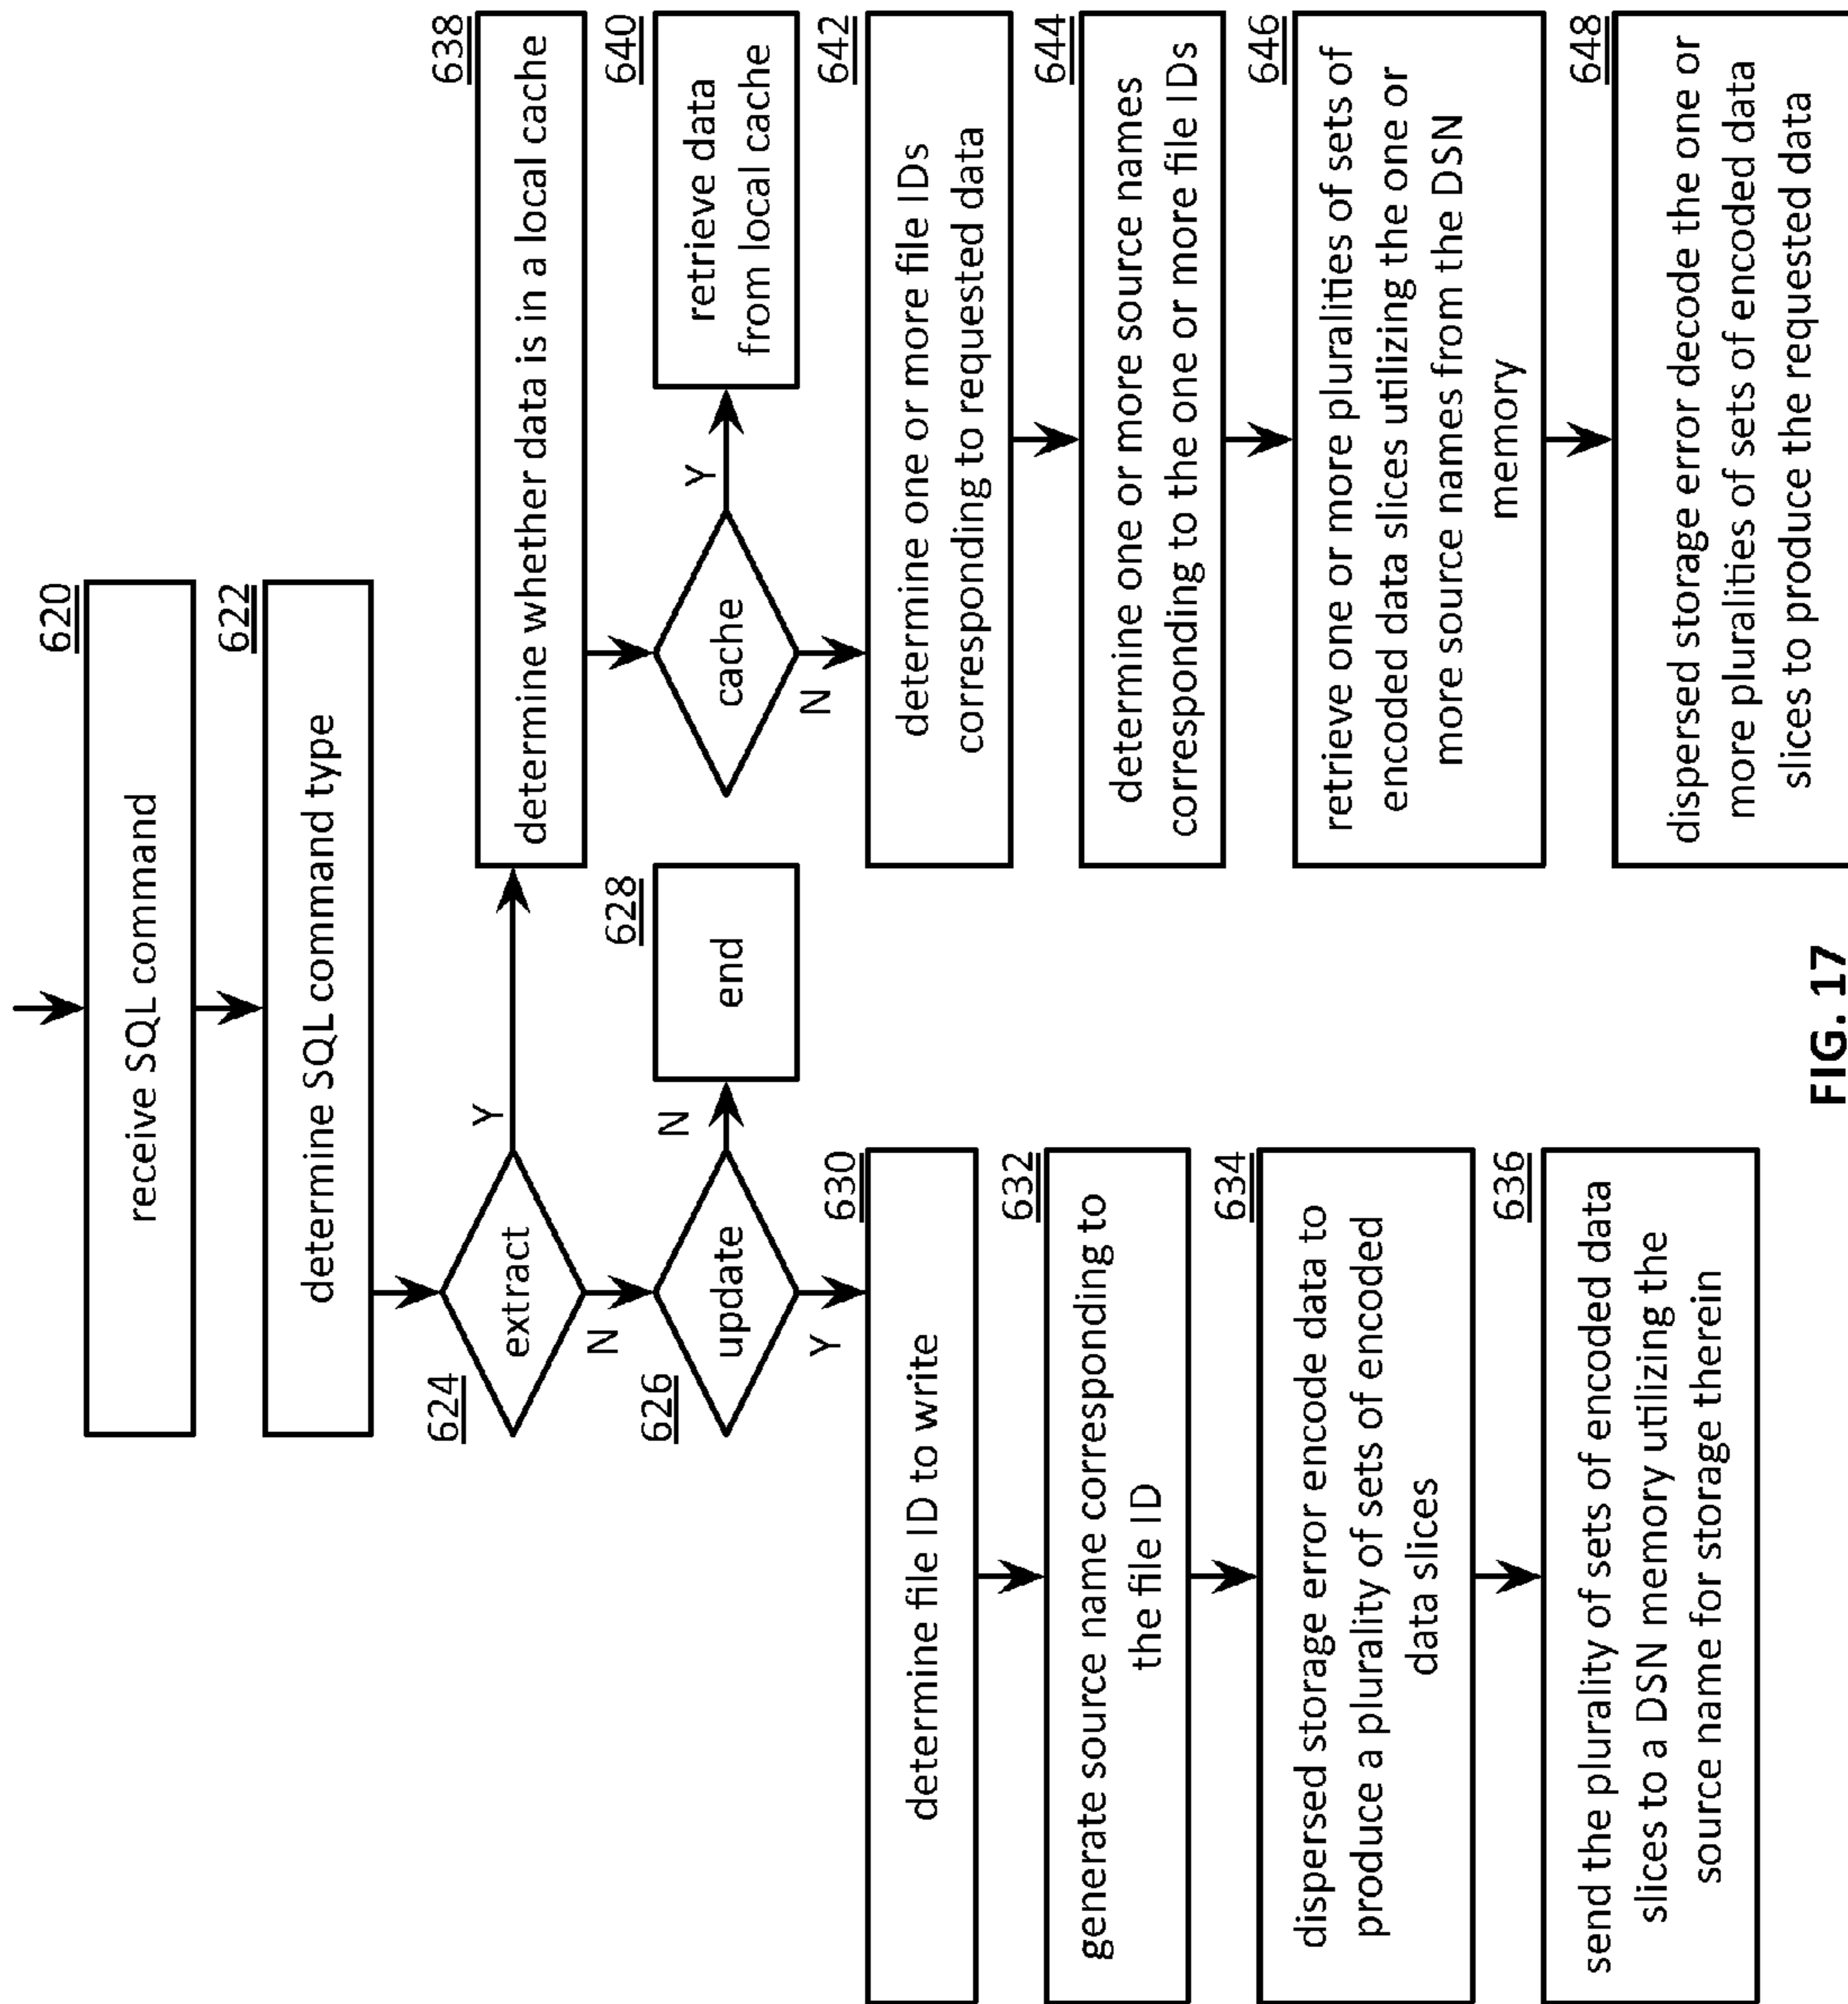 620
receive SQL command
622
determine SQL command type
624
extract
Y
N
626
update
N
Y
628
end
630
determine file ID to write
632
generate source name corresponding to
the file ID
634
dispersed storage error encode data to
produce a plurality of sets of encoded
data slices
636
send the plurality of sets of encoded data
slices to a DSN memory utilizing the
source name for storage therein
638
determine whether data is in a local cache
cache
Y
N
640
retrieve data
from local cache
642
determine one or more file IDs
corresponding to requested data
644
determine one or more source names
corresponding to the one or more file IDs
646
retrieve one or more pluralities of sets of
encoded data slices utilizing the one or
more source names from the DSN
memory
648
dispersed storage error decode the one or
more pluralities of sets of encoded data
slices to produce the requested data
FIG. 17